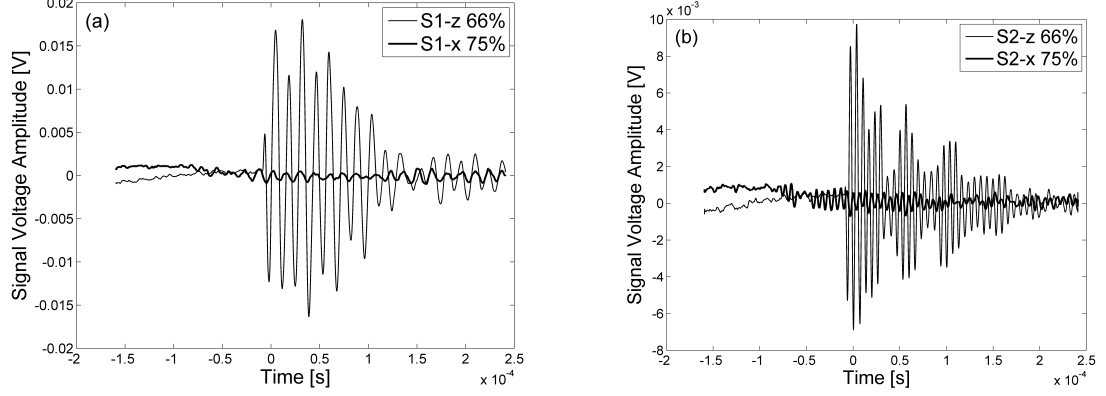 (a)
S1-z 66%
S1-x 75%
Signal Voltage Amplitude [V]
0.02
0.015
0.01
0.005
0
-0.005
-0.01
-0.015
-0.02
-2 -1.5 -1 -0.5 0 0.5 1 1.5 2 2.5
Time [s]
x 10⁻⁴
x 10⁻³
(b)
S2-z 66%
S2-x 75%
Signal Voltage Amplitude [V]
10
8
6
4
2
0
-2
-4
-6
-8
-2 -1.5 -1 -0.5 0 0.5 1 1.5 2 2.5
Time [s]
x 10⁻⁴